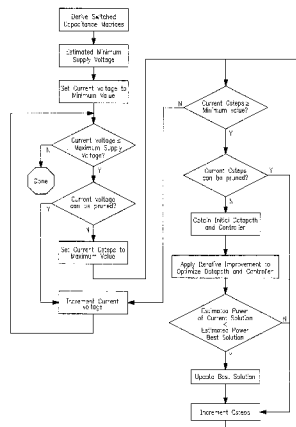 Derive Switched
Capacitance Matrices
Estimated Minimum
Supply Voltage
Set Current Voltage to
Minimum Value
Current voltage ≤
Maximum Supply
Voltage?
N
Y
Done
Current voltage
can be pruned?
Y
N
Set Current Csteps to
Maximum Value
Increment Current
Voltage
Current Csteps ≥
Minimum value?
N
Y
Current Csteps
can be pruned?
Y
N
Obtain Initial Datapath
and Controller
Apply Iterative Improvement to
Optimize Datapath and Controller
Estimated Power
of Current Solution
<
Estimated Power
Best Solution
N
Update Best Solution
Increment Csteps